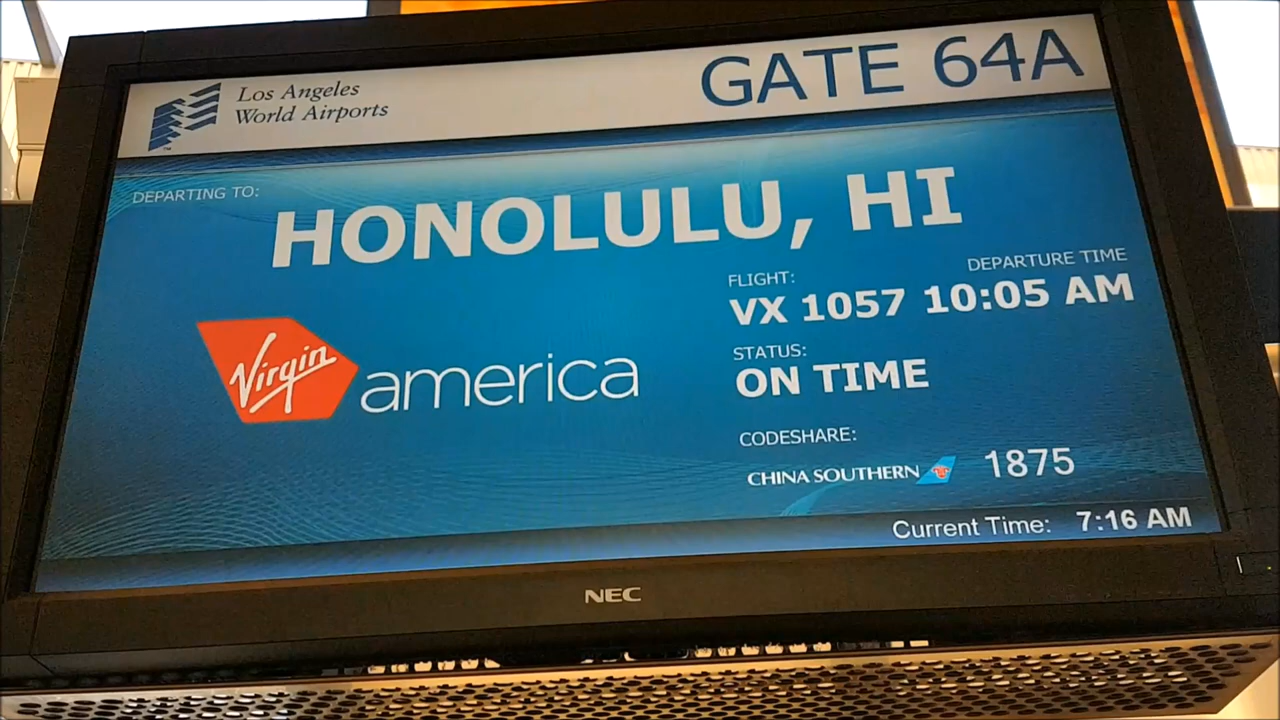 Los Angeles
World Airports
GATE 64A
DEPARTING TO:
HONOLULU, HI
FLIGHT:
DEPARTURE TIME
VX 1057 10:05 AM
Virgin america
STATUS:
ON TIME
CODESHARE:
CHINA SOUTHERN 1875
Current Time: 7:16 AM
NEC